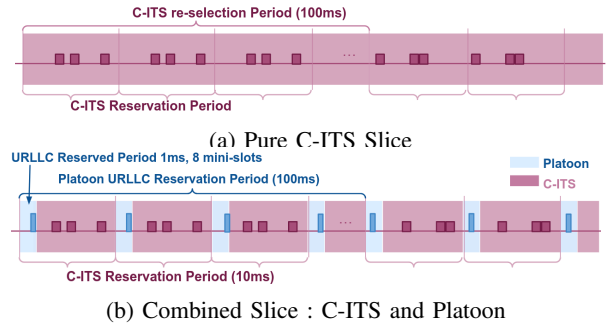 C-ITS re-selection Period (100ms)
...
C-ITS Reservation Period
(a) Pure C-ITS Slice
URLLC Reserved Period 1ms, 8 mini-slots
Platoon
Platoon URLLC Reservation Period (100ms)
C-ITS
...
C-ITS Reservation Period (10ms)
(b) Combined Slice : C-ITS and Platoon